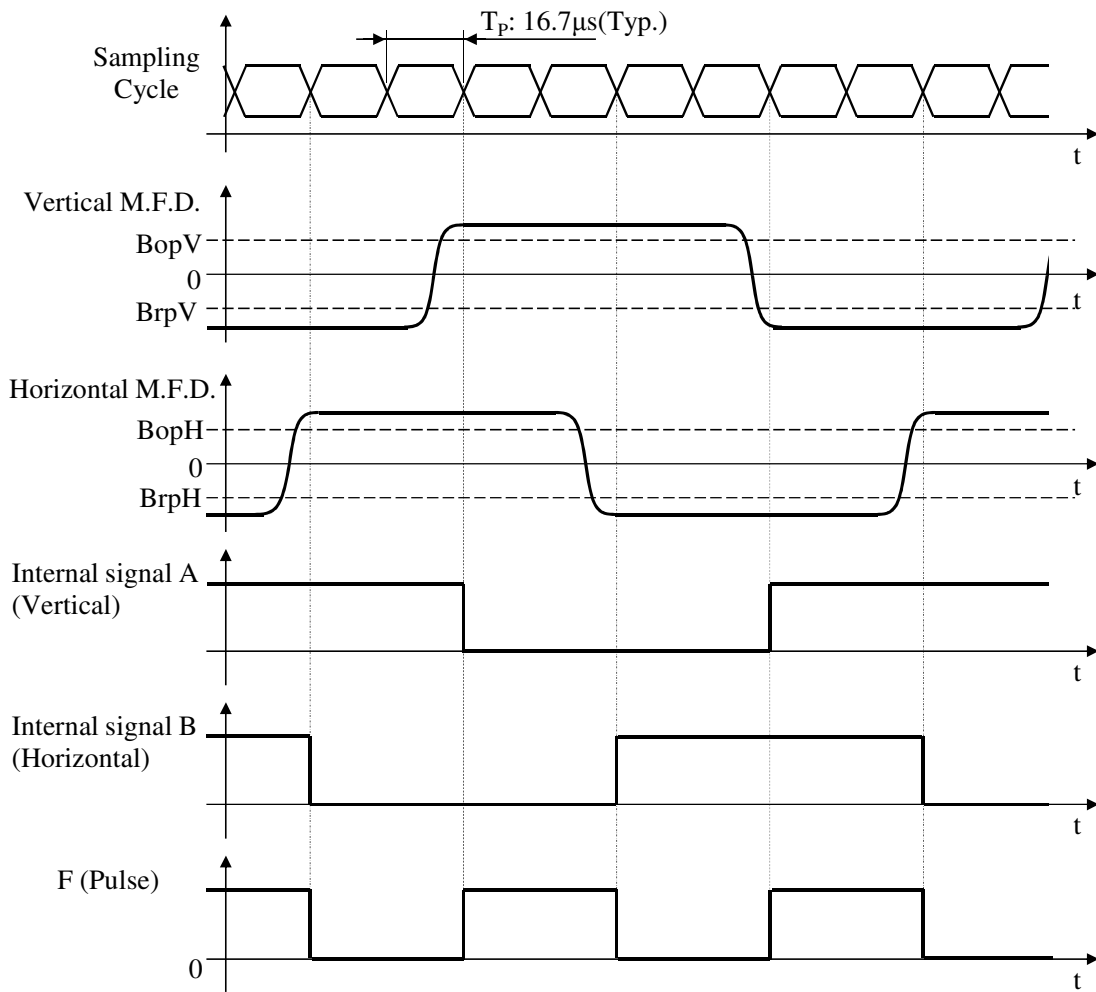 T_P: 16.7μs(Typ.)
Sampling
Cycle
t
Vertical M.F.D.
BopV
0
BrpV
t
Horizontal M.F.D.
BopH
0
BrpH
t
Internal signal A
(Vertical)
t
Internal signal B
(Horizontal)
t
F (Pulse)
0
t